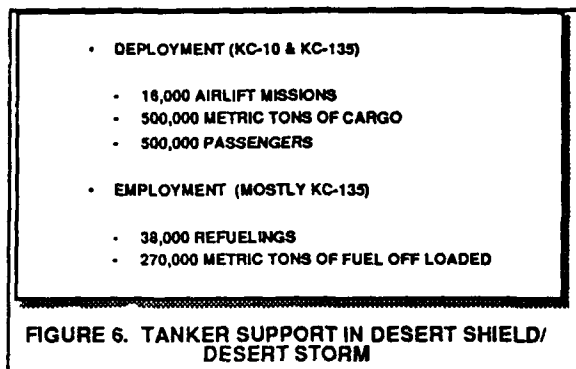 • DEPLOYMENT (KC-10 & KC-135)
- 16,000 AIRLIFT MISSIONS
- 500,000 METRIC TONS OF CARGO
- 500,000 PASSENGERS
• EMPLOYMENT (MOSTLY KC-135)
- 38,000 REFUELINGS
- 270,000 METRIC TONS OF FUEL OFF LOADED
FIGURE 6. TANKER SUPPORT IN DESERT SHIELD/
DESERT STORM